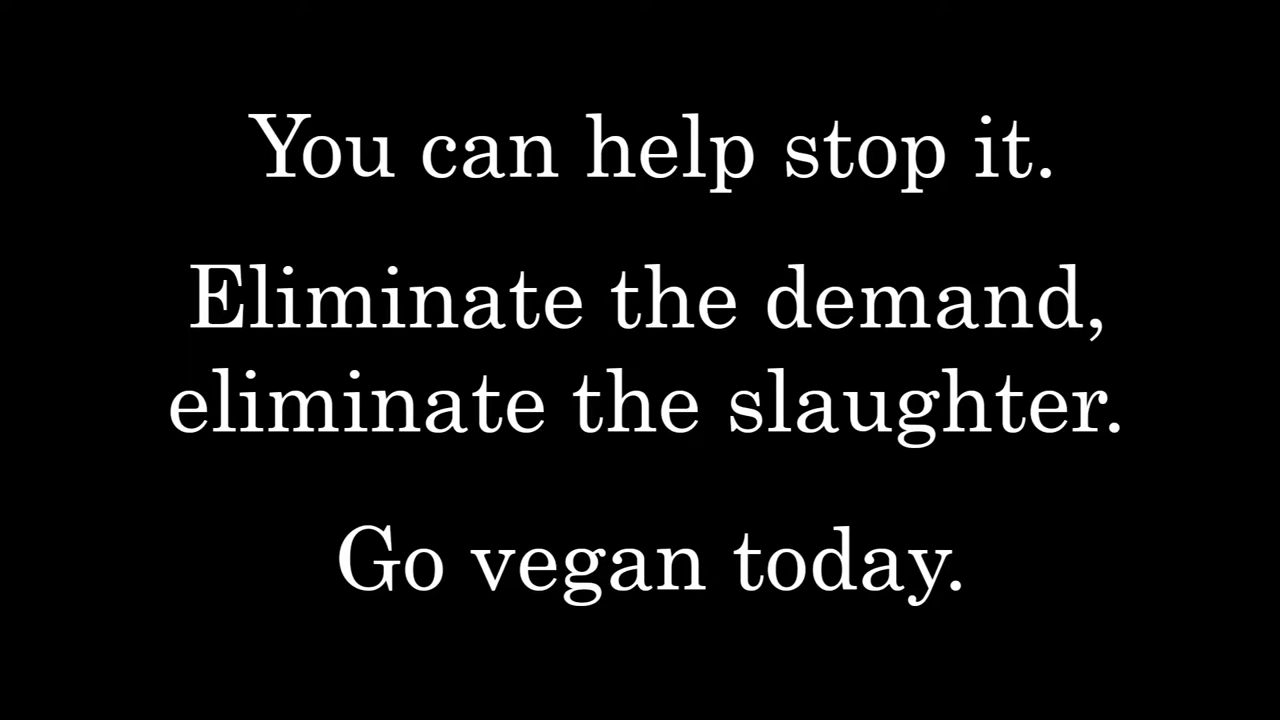 You can help stop it.
Eliminate the demand,
eliminate the slaughter.
Go vegan today.